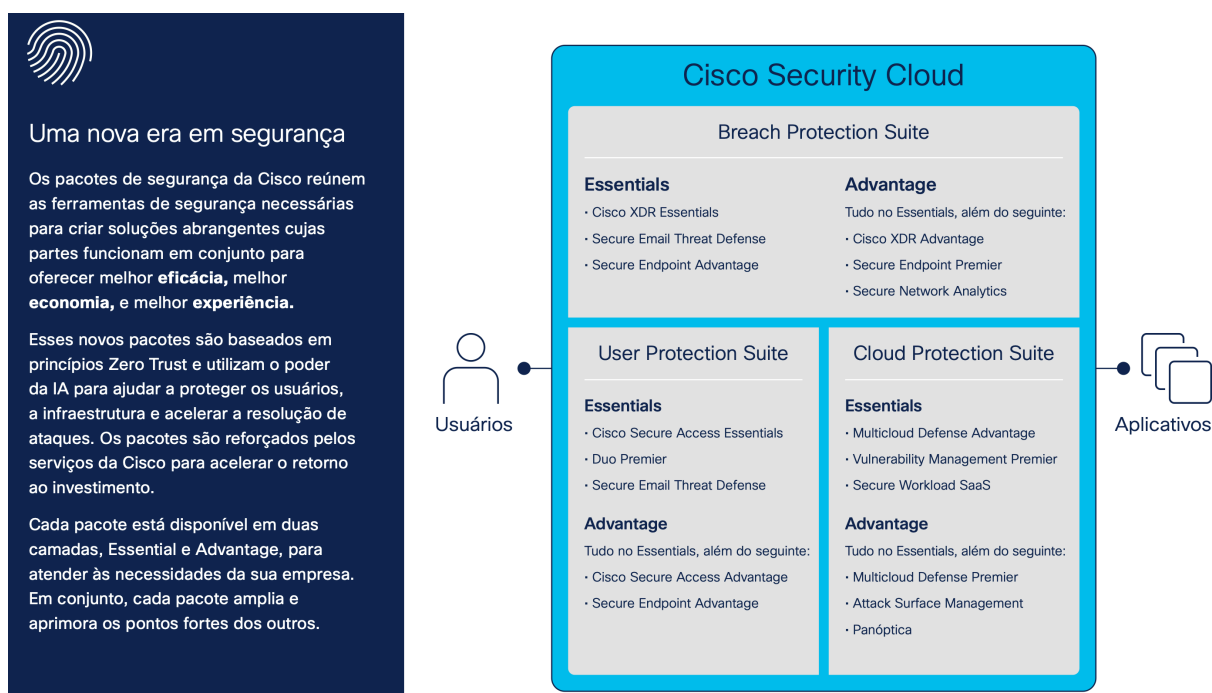 Uma nova era em segurança
Os pacotes de segurança da Cisco reúnem
as ferramentas de segurança necessárias
para criar soluções abrangentes cujas
partes funcionam em conjunto para
oferecer melhor eficácia, melhor
economia, e melhor experiência.
Esses novos pacotes são baseados em
princípios Zero Trust e utilizam o poder
da IA para ajudar a proteger os usuários,
a infraestrutura e acelerar a resolução de
ataques. Os pacotes são reforçados pelos
serviços da Cisco para acelerar o retorno
ao investimento.
Cada pacote está disponível em duas
camadas, Essential e Advantage, para
atender às necessidades da sua empresa.
Em conjunto, cada pacote amplia e
aprimora os pontos fortes dos outros.
Usuários
Cisco Security Cloud
Breach Protection Suite
Essentials
· Cisco XDR Essentials
· Secure Email Threat Defense
· Secure Endpoint Advantage
Advantage
Tudo no Essentials, além do seguinte:
· Cisco XDR Advantage
· Secure Endpoint Premier
· Secure Network Analytics
User Protection Suite
Essentials
· Cisco Secure Access Essentials
· Duo Premier
· Secure Email Threat Defense
Advantage
Tudo no Essentials, além do seguinte:
· Cisco Secure Access Advantage
· Secure Endpoint Advantage
Cloud Protection Suite
Essentials
· Multicloud Defense Advantage
· Vulnerability Management Premier
· Secure Workload SaaS
Advantage
Tudo no Essentials, além do seguinte:
· Multicloud Defense Premier
· Attack Surface Management
· Panóptica
Aplicativos